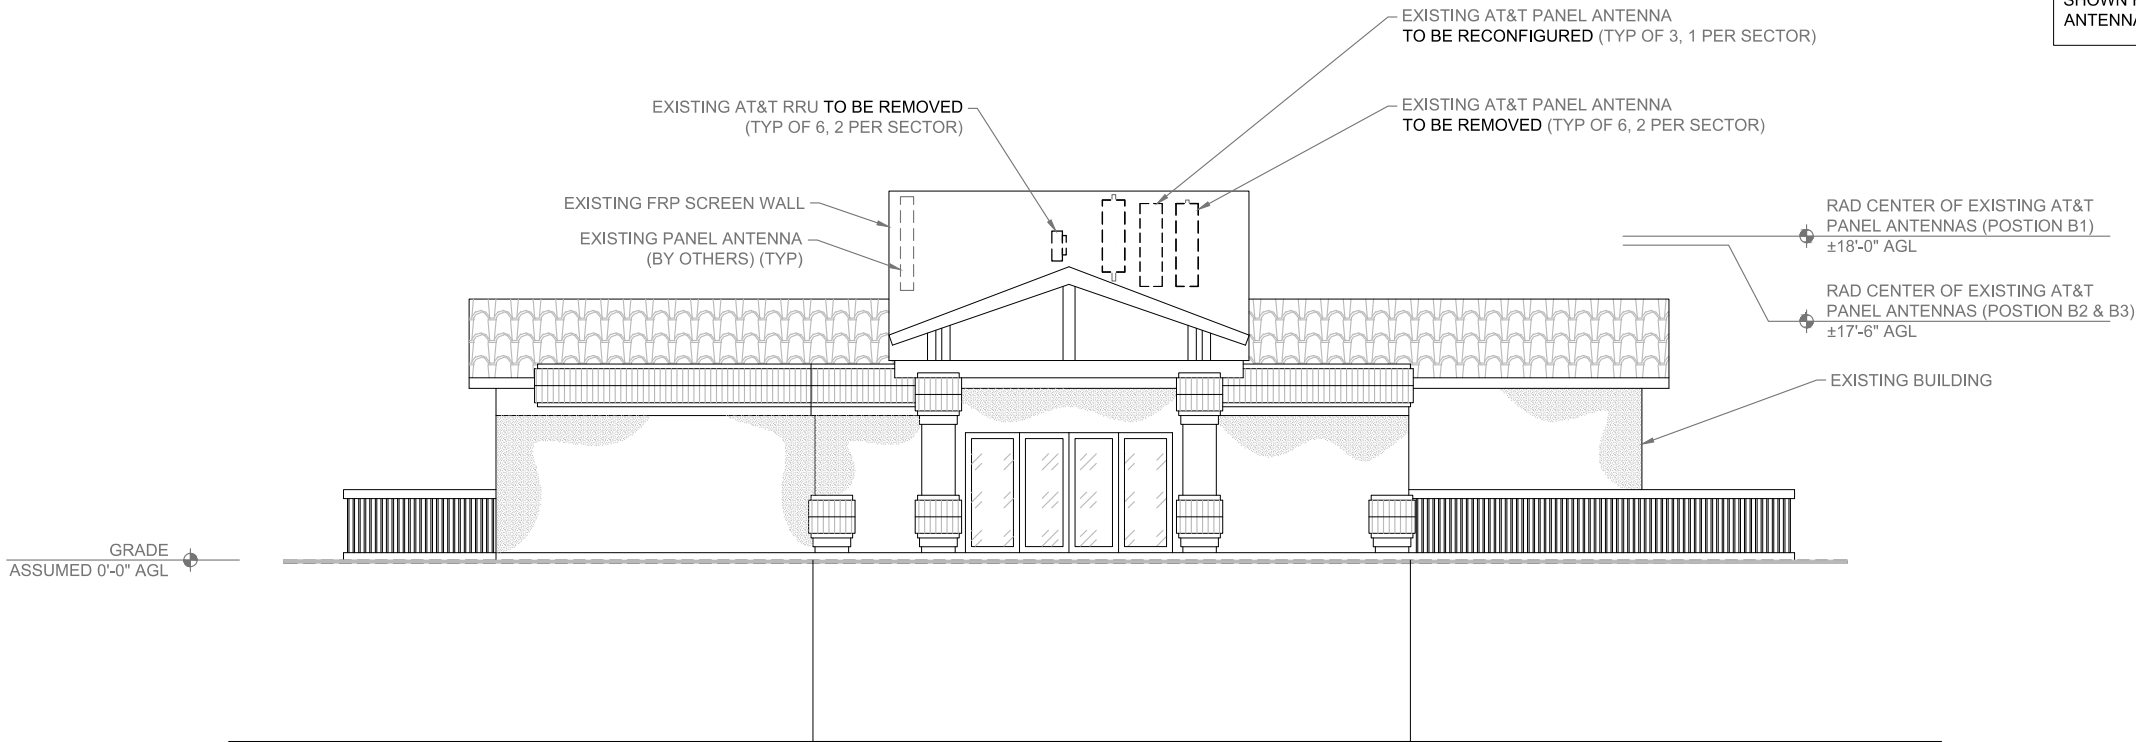 EXISTING AT&T PANEL ANTENNA
TO BE RECONFIGURED (TYP OF 3, 1 PER SECTOR)
ANTENNA
EXISTING AT&T RRU TO BE REMOVED
(TYP OF 6, 2 PER SECTOR)
EXISTING AT&T PANEL ANTENNA
TO BE REMOVED (TYP OF 6, 2 PER SECTOR)
EXISTING FRP SCREEN WALL
EXISTING PANEL ANTENNA
(BY OTHERS) (TYP)
RAD CENTER OF EXISTING AT&T
PANEL ANTENNAS (POSTION B1)
±18'-0" AGL
RAD CENTER OF EXISTING AT&T
PANEL ANTENNAS (POSTION B2 & B3)
±17'-6" AGL
EXISTING BUILDING
GRADE
ASSUMED 0'-0" AGL